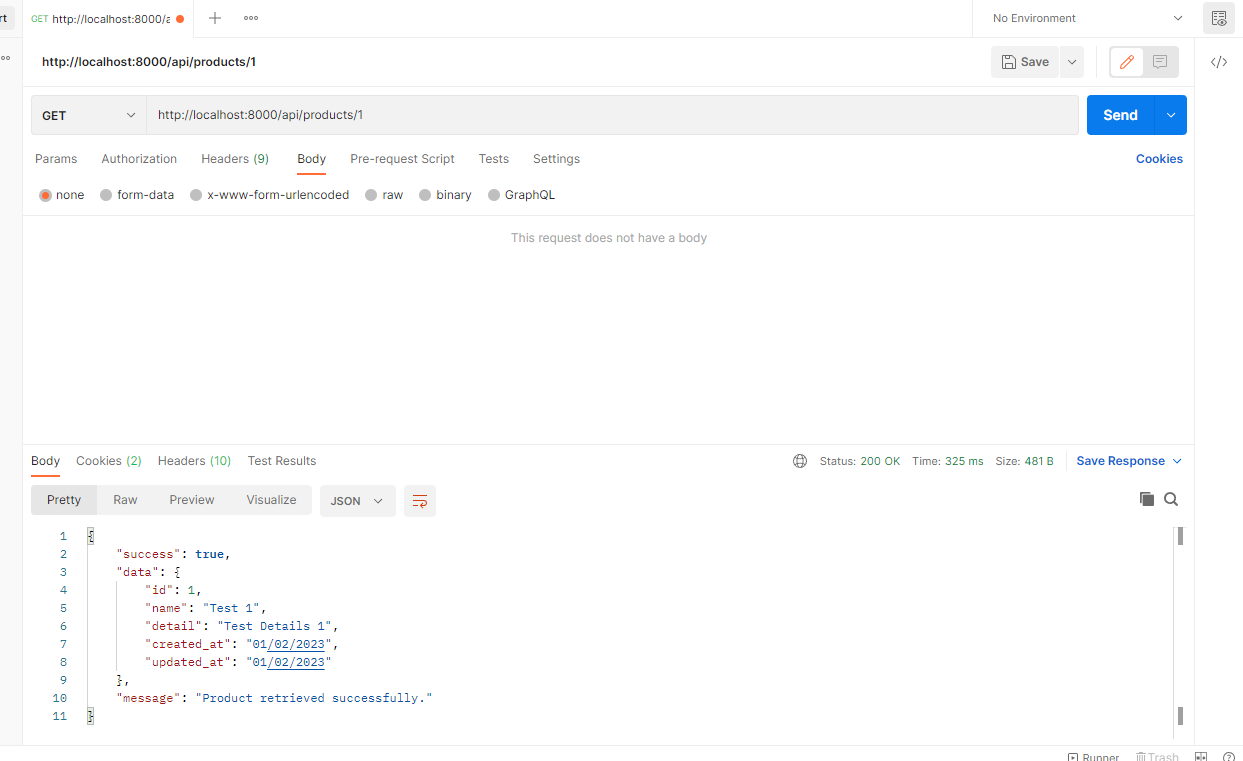 rt GET http://localhost:8000/a No Environment
http://localhost:8000/api/products/1 Save
GET http://localhost:8000/api/products/1 Send
Params Authorization Headers (9) Body Pre-request Script Tests Settings Cookies
none form-data x-www-form-urlencoded raw binary GraphQL
This request does not have a body
Body Cookies (2) Headers (10) Test Results Status: 200 OK Time: 325 ms Size: 481 B Save Response
Pretty Raw Preview Visualize JSON
1 {
2 "success": true,
3 "data": {
4 "id": 1,
5 "name": "Test 1",
6 "detail": "Test Details 1",
7 "created_at": "01/02/2023",
8 "updated_at": "01/02/2023"
9 },
10 "message": "Product retrieved successfully."
11 }
Runner Trash